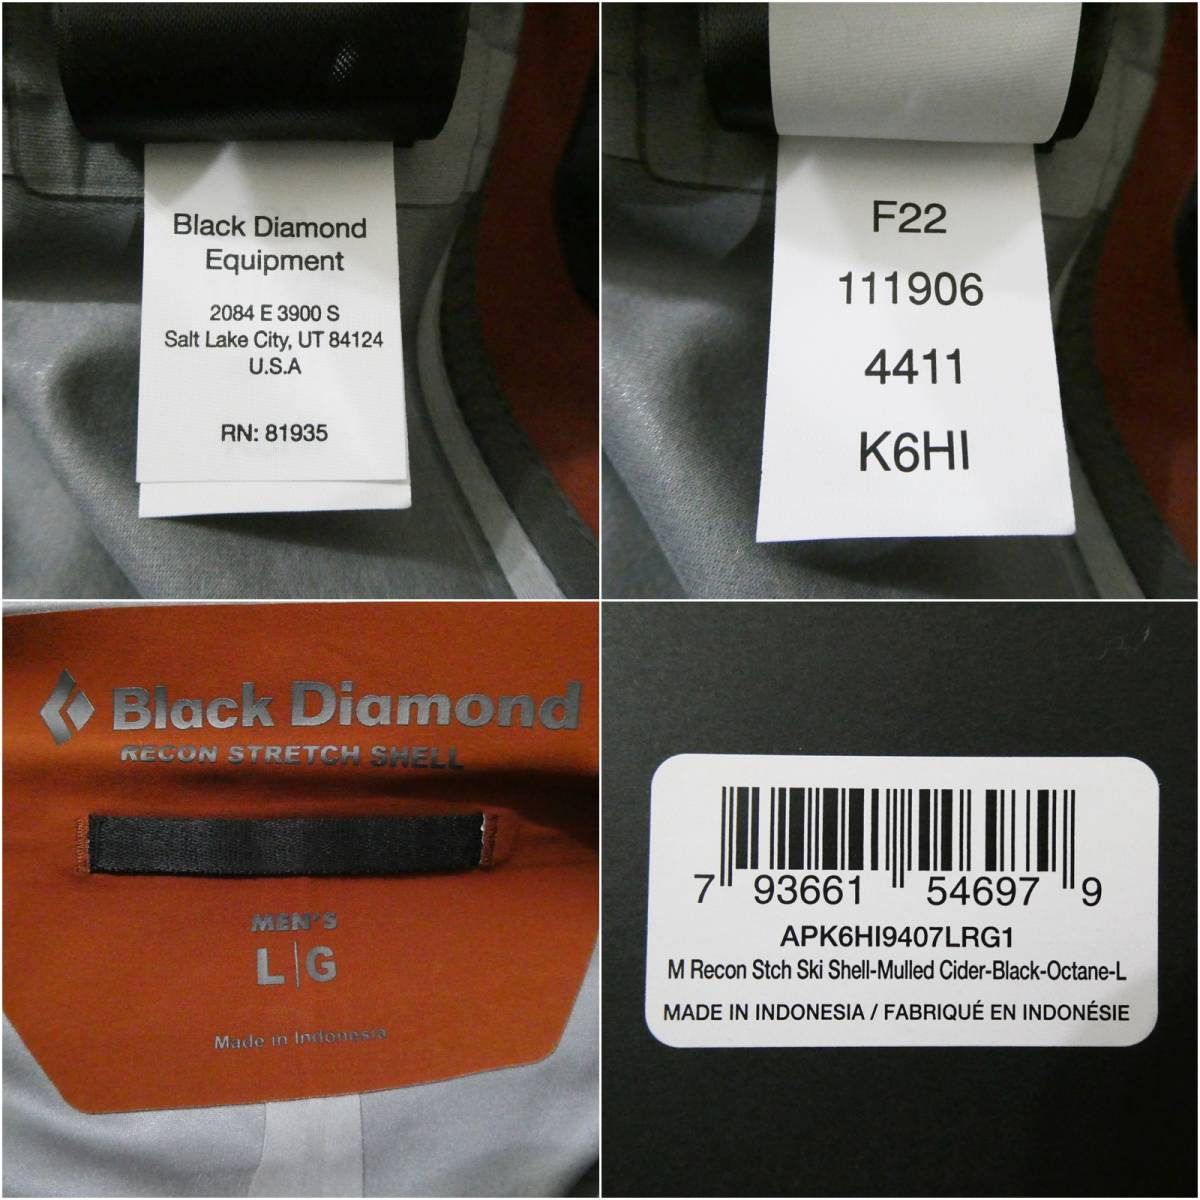 Black Diamond
Equipment
2084 E 3900 S
Salt Lake City, UT 84124
U.S.A
RN: 81935
F22
111906
4411
K6HI
Black Diamond
RECON STRETCH SHELL
MEN'S
L|G
Made in Indonesia
7 93661 54697 9
APK6HI9407LRG1
M Recon Stch Ski Shell-Mulled Cider-Black-Octane-L
MADE IN INDONESIA / FABRIQUÉ EN INDONÉSIE